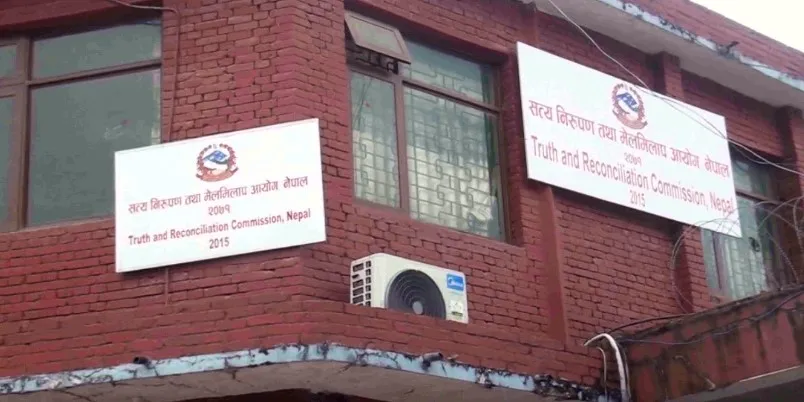 सत्य निरुपण तथा मेलमिलाप आयोग नेपाल
२०७१
Truth and Reconciliation Commission, Nepal
2015
सत्य निरुपण तथा मेलमिलाप आयोग नेपाल
२०७१
Truth and Reconciliation Commission, Nepal
2015
Midea